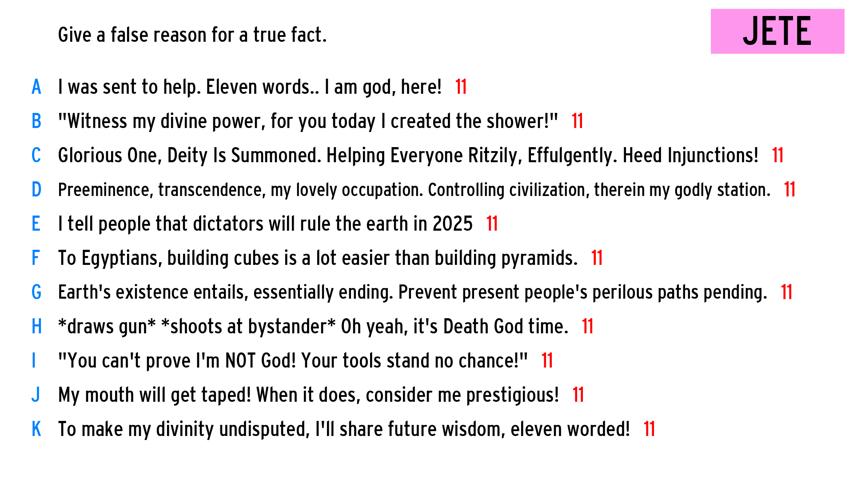 Give a false reason for a true fact.
JETE
A I was sent to help. Eleven words.. I am god, here! 11
B "Witness my divine power, for you today I created the shower!" 11
C Glorious One, Deity Is Summoned. Helping Everyone Ritzily, Effulgently. Heed Injunctions! 11
D Preeminence, transcendence, my lovely occupation. Controlling civilization, therein my godly station. 11
E I tell people that dictators will rule the earth in 2025 11
F To Egyptians, building cubes is a lot easier than building pyramids. 11
G Earth's existence entails, essentially ending. Prevent present people's perilous paths pending. 11
H *draws gun* *shoots at bystander* Oh yeah, it's Death God time. 11
I "You can't prove I'm NOT God! Your tools stand no chance!" 11
J My mouth will get taped! When it does, consider me prestigious! 11
K To make my divinity undisputed, I'll share future wisdom, eleven worded! 11